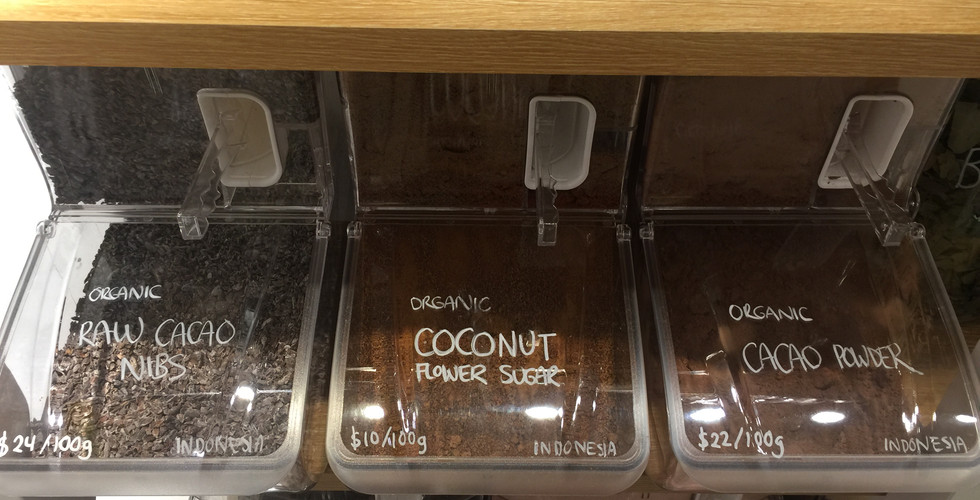 ORGANIC
RAW CACAO
NIBS
$24/100g
INDONESIA
ORGANIC
COCONUT
FLOWER SUGAR
$10/100g
INDONESIA
ORGANIC
CACAO POWDER
$22/100g
INDONESIA